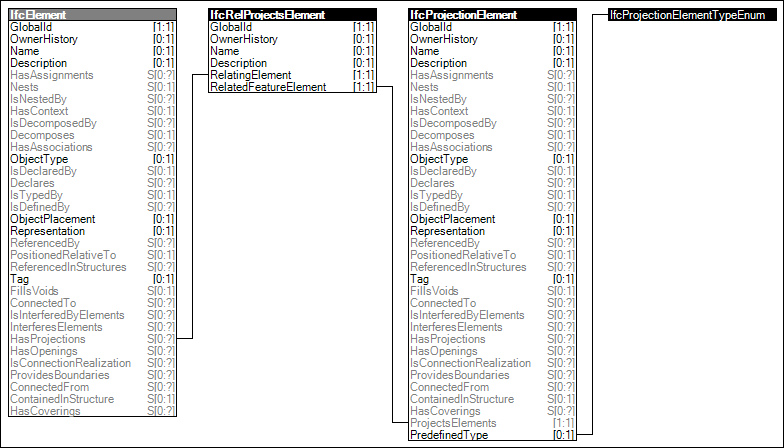 IfcElement
GlobalId [1:1]
OwnerHistory [0:1]
Name [0:1]
Description [0:1]
HasAssignments S[0:?]
Nests S[0:1]
IsNestedBy S[0:?]
HasContext S[0:1]
IsDecomposedBy S[0:?]
Decomposes S[0:1]
HasAssociations S[0:?]
ObjectType [0:1]
IsDeclaredBy S[0:1]
Declares S[0:?]
IsTypedBy S[0:1]
IsDefinedBy S[0:?]
ObjectPlacement [0:1]
Representation [0:1]
ReferencedBy S[0:?]
PositionedRelativeTo S[0:?]
ReferencedInStructures S[0:?]
Tag [0:1]
FillsVoids S[0:1]
ConnectedTo S[0:?]
IsInterferedByElements S[0:?]
InterferesElements S[0:?]
HasProjections S[0:?]
HasOpenings S[0:?]
IsConnectionRealization S[0:?]
ProvidesBoundaries S[0:?]
ConnectedFrom S[0:?]
ContainedInStructure S[0:1]
HasCoverings S[0:?]
IfcRelProjectsElement
GlobalId [1:1]
OwnerHistory [0:1]
Name [0:1]
Description [0:1]
RelatingElement [1:1]
RelatedFeatureElement [1:1]
IfcProjectionElement
GlobalId [1:1]
OwnerHistory [0:1]
Name [0:1]
Description [0:1]
HasAssignments S[0:?]
Nests S[0:1]
IsNestedBy S[0:?]
HasContext S[0:1]
IsDecomposedBy S[0:?]
Decomposes S[0:1]
HasAssociations S[0:?]
ObjectType [0:1]
IsDeclaredBy S[0:1]
Declares S[0:?]
IsTypedBy S[0:1]
IsDefinedBy S[0:?]
ObjectPlacement [0:1]
Representation [0:1]
ReferencedBy S[0:?]
PositionedRelativeTo S[0:?]
ReferencedInStructures S[0:?]
Tag [0:1]
FillsVoids S[0:1]
ConnectedTo S[0:?]
IsInterferedByElements S[0:?]
InterferesElements S[0:?]
HasProjections S[0:?]
HasOpenings S[0:?]
IsConnectionRealization S[0:?]
ProvidesBoundaries S[0:?]
ConnectedFrom S[0:?]
ContainedInStructure S[0:1]
HasCoverings S[0:?]
ProjectsElements [1:1]
PredefinedType [0:1]
IfcProjectionElementTypeEnum